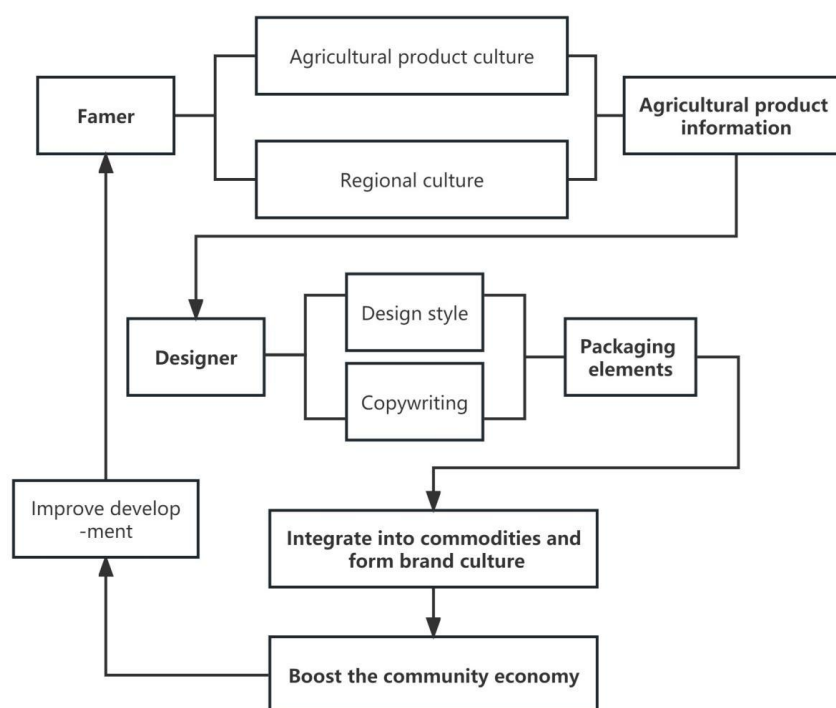 Agricultural product culture
Famer
Agricultural product
information
Regional culture
Design style
Designer
Packaging
elements
Copywriting
Improve develop
-ment
Integrate into commodities and
form brand culture
Boost the community economy